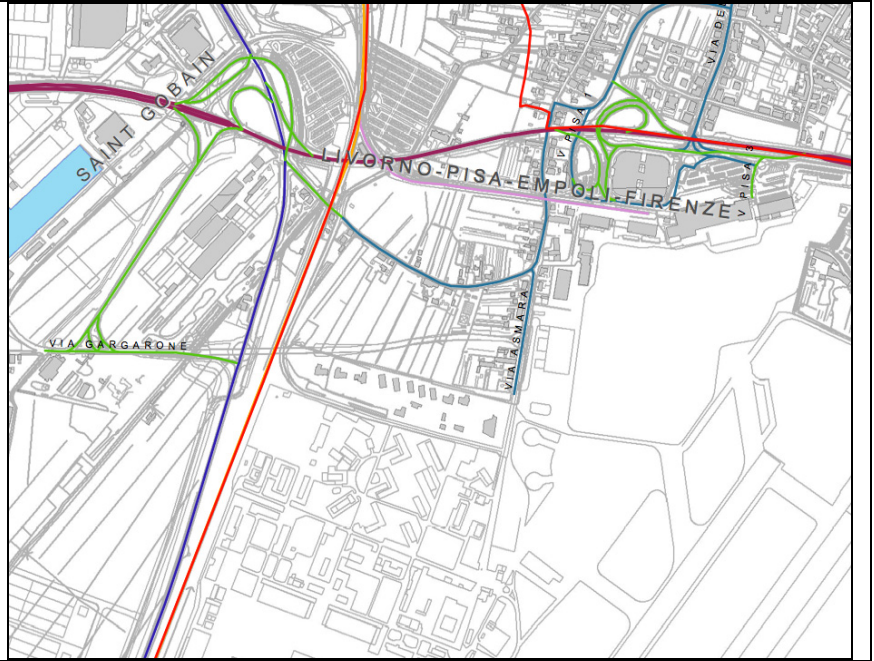 SAINT GOBAIN
V PISA 1
VIA DE
LIVORNO-PISA-EMPOLI-FIRENZE
V PISA 3
VIA GARGARONE
VIA ASMARA